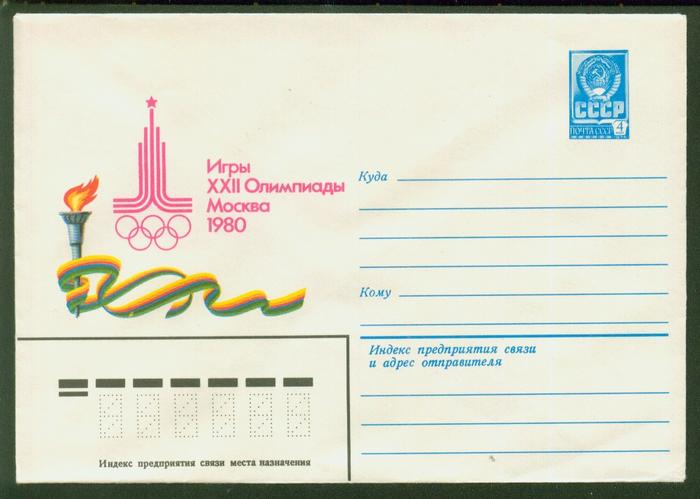 Игры
XXII Олимпиады
Москва
1980
СССР
ПОЧТА СССР 4
Куда
Кому
Индекс предприятия связи
и адрес отправителя
Индекс предприятия связи места назначения